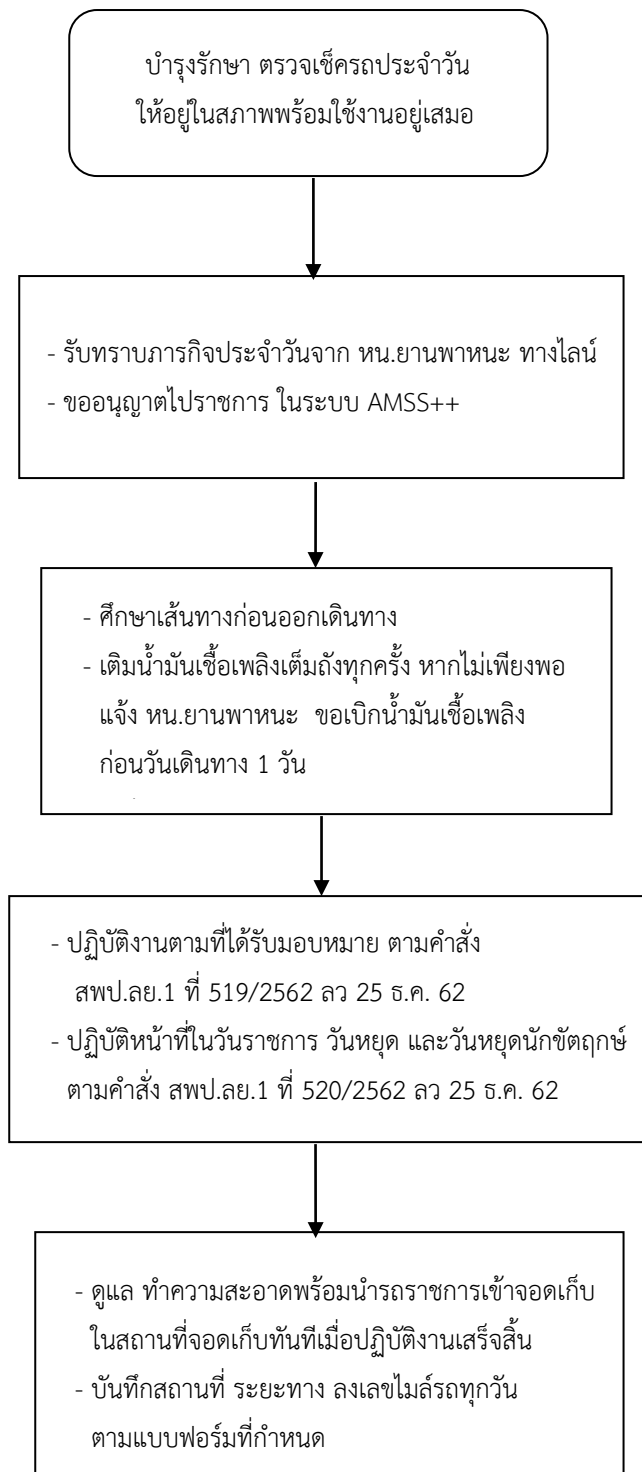 บำรุงรักษา ตรวจเช็ครถประจำวัน
ให้อยู่ในสภาพพร้อมใช้งานอยู่เสมอ
- รับทราบภารกิจประจำวันจาก หน.ยานพาหนะ ทางไลน์
- ขออนุญาตไปราชการ ในระบบ AMSS++
- ศึกษาเส้นทางก่อนออกเดินทาง
- เติมน้ำมันเชื้อเพลิงเต็มถังทุกครั้ง หากไม่เพียงพอ
แจ้ง หน.ยานพาหนะ ขอเบิกน้ำมันเชื้อเพลิง
ก่อนวันเดินทาง 1 วัน
- ปฏิบัติงานตามที่ได้รับมอบหมาย ตามคำสั่ง
สพป.ลย.1 ที่ 519/2562 ลว 25 ธ.ค. 62
- ปฏิบัติหน้าที่ในวันราชการ วันหยุด และวันหยุดนักขัตฤกษ์
ตามคำสั่ง สพป.ลย.1 ที่ 520/2562 ลว 25 ธ.ค. 62
- ดูแล ทำความสะอาดพร้อมนำรถราชการเข้าจอดเก็บ
ในสถานที่จอดเก็บทันทีเมื่อปฏิบัติงานเสร็จสิ้น
- บันทึกสถานที่ ระยะทาง ลงเลขไมล์รถทุกวัน
ตามแบบฟอร์มที่กำหนด